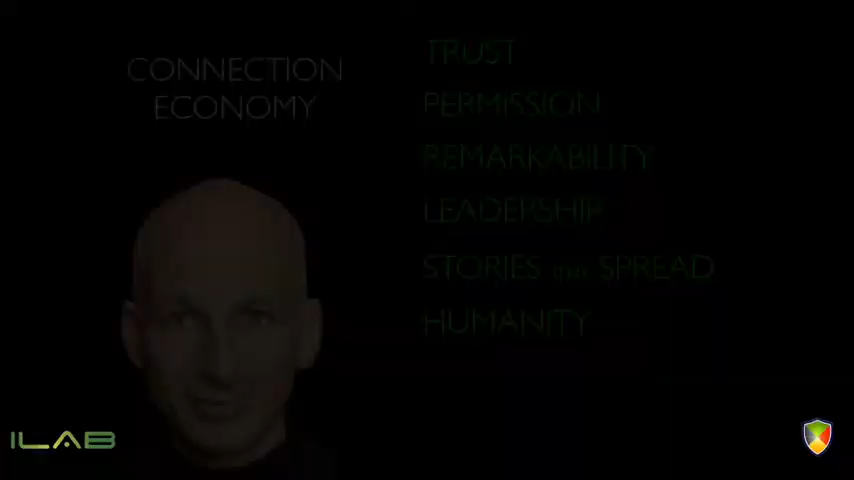 CONNECTION
ECONOMY
TRUST
PERMISSION
REMARKABILITY
LEADERSHIP
STORIES that SPREAD
HUMANITY
ILAB